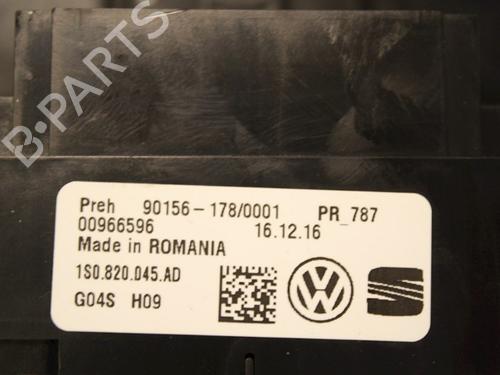 B-PARTS
Preh 90156-178/0001 PR_787
00966596 16.12.16
Made in ROMANIA
1S0.820.045.AD
G04S H09